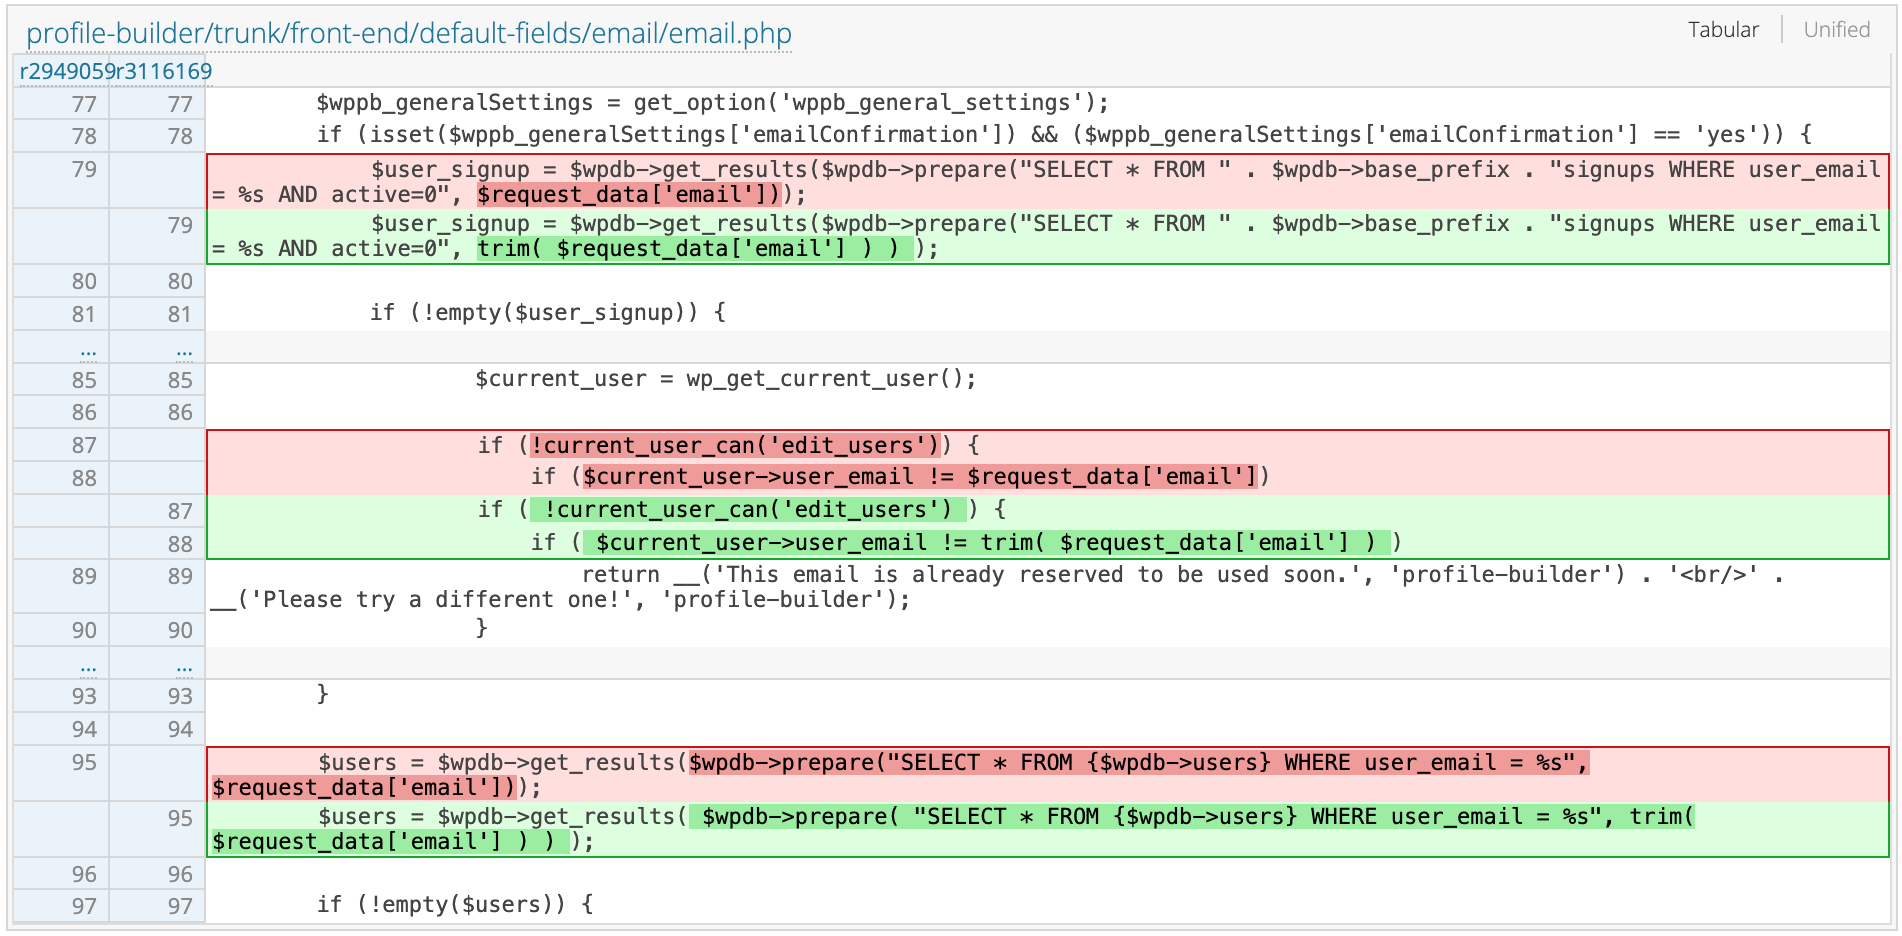 profile-builder/trunk/front-end/default-fields/email/email.php
Tabular Unified
r2949059 r3116169
77 77 $wppb_generalSettings = get_option('wppb_general_settings');
78 78 if (isset($wppb_generalSettings['emailConfirmation']) && ($wppb_generalSettings['emailConfirmation'] == 'yes')) {
79 $user_signup = $wpdb->get_results($wpdb->prepare("SELECT * FROM " . $wpdb->base_prefix . "signups WHERE user_email
= %s AND active=0", $request_data['email']));
79 $user_signup = $wpdb->get_results($wpdb->prepare("SELECT * FROM " . $wpdb->base_prefix . "signups WHERE user_email
= %s AND active=0", trim( $request_data['email'] ) ) );
80 80
81 81 if (!empty($user_signup)) {
... ...
85 85 $current_user = wp_get_current_user();
86 86
87 if (!current_user_can('edit_users')) {
88 if ($current_user->user_email != $request_data['email'])
87 if ( !current_user_can('edit_users') ) {
88 if ( $current_user->user_email != trim( $request_data['email'] ) )
89 89 return __('This email is already reserved to be used soon.', 'profile-builder') . '<br/>' .
__('Please try a different one!', 'profile-builder');
90 90 }
... ...
93 93 }
94 94
95 $users = $wpdb->get_results($wpdb->prepare("SELECT * FROM {$wpdb->users} WHERE user_email = %s",
$request_data['email']));
95 $users = $wpdb->get_results( $wpdb->prepare( "SELECT * FROM {$wpdb->users} WHERE user_email = %s", trim(
$request_data['email'] ) ) );
96 96
97 97 if (!empty($users)) {